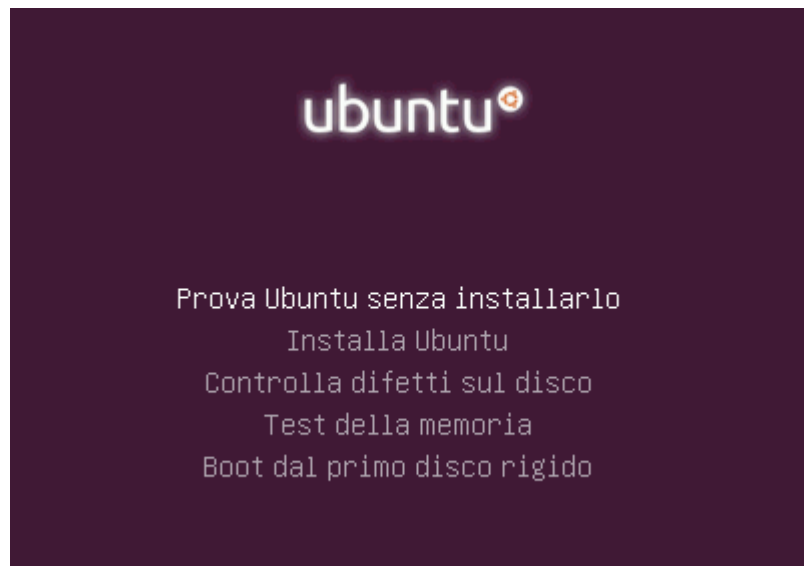 ubuntu
Prova Ubuntu senza installarlo
Installa Ubuntu
Controlla difetti sul disco
Test della memoria
Boot dal primo disco rigido